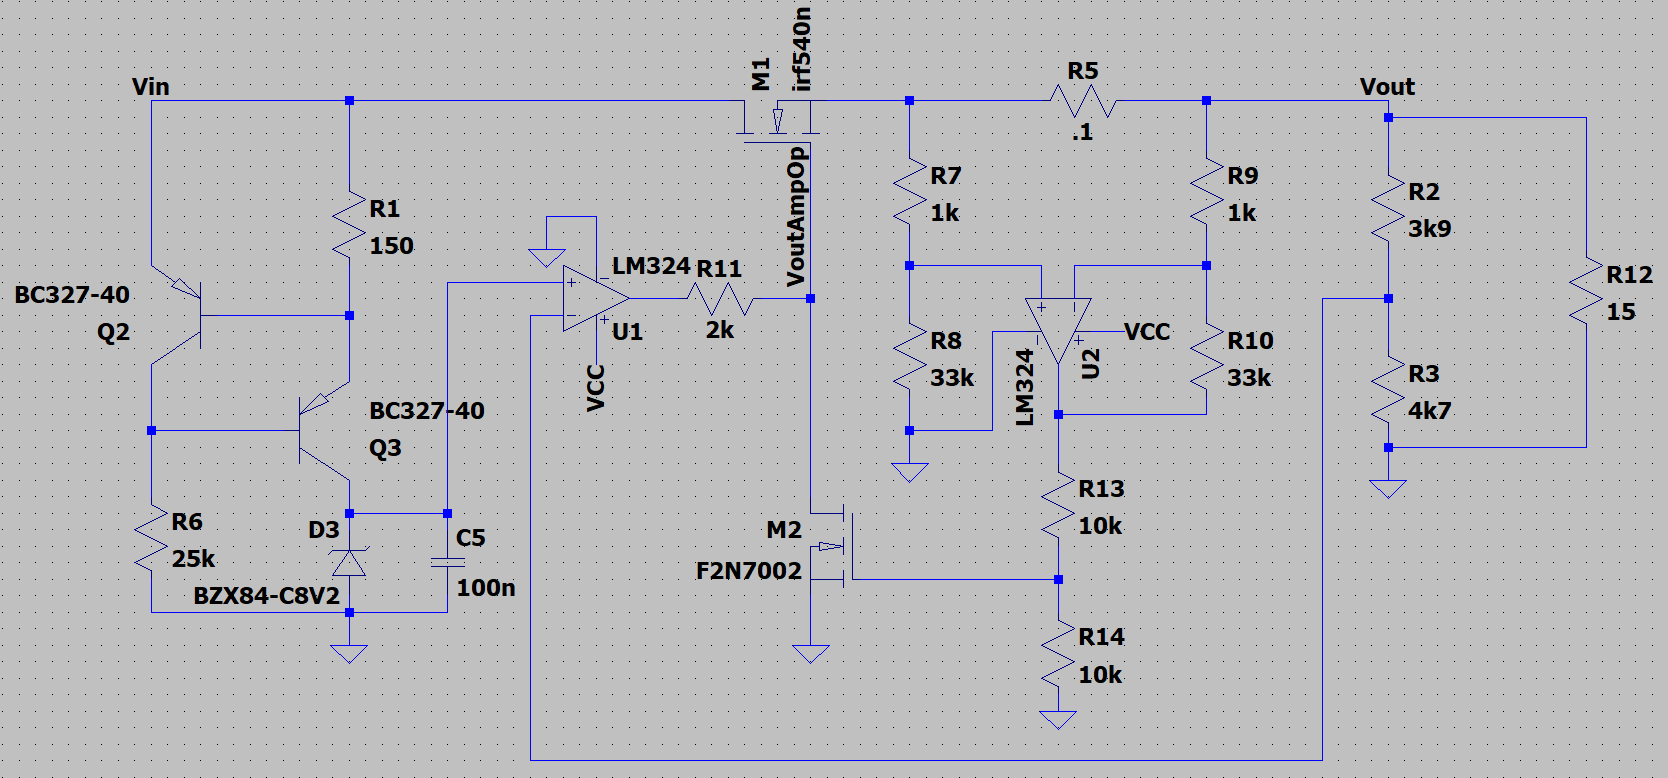 Vin
M1
irf540n
R5
.1
Vout
R1
150
R7
1k
R9
1k
R2
3k9
VoutAmpOp
BC327-40
Q2
+
−
LM324
R11
−
+
U1
2k
VCC
R12
15
+
−
VCC
−
+
LM324
U2
R8
33k
R10
33k
R3
4k7
BC327-40
Q3
R13
10k
R6
25k
D3
BZX84-C8V2
C5
100n
M2
F2N7002
R14
10k